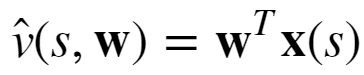 v̂(s, 𝐰) = 𝐰ᵀ𝐱(s)